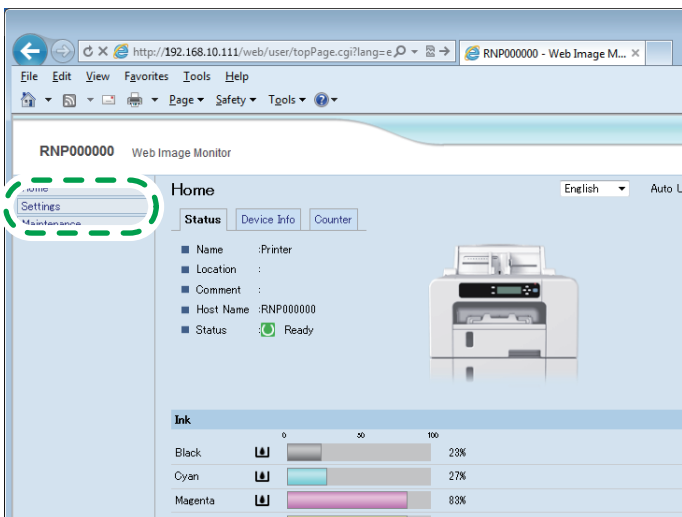 http://192.168.10.111/web/user/topPage.cgi?lang=e
RNP000000 - Web Image M...
File Edit View Favorites Tools Help
Page Safety Tools
RNP000000 Web Image Monitor
Home
Settings
Maintenance
Home
English
Auto U
Status Device Info Counter
Name :Printer
Location :
Comment :
Host Name :RNP000000
Status : Ready
Ink
0 50 100
Black 23%
Cyan 27%
Magenta 83%